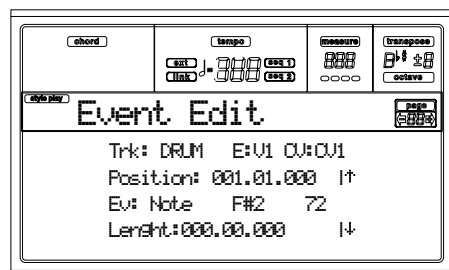 chord tempo measure transpose
ext seq 1
link seq 2
octave
style play
Event Edit
page
Trk: DRUM E:V1 CV:CV1
Position: 001.01.000 |↑
Ev: Note F#2 72
Lenght:000.00.000 |↓